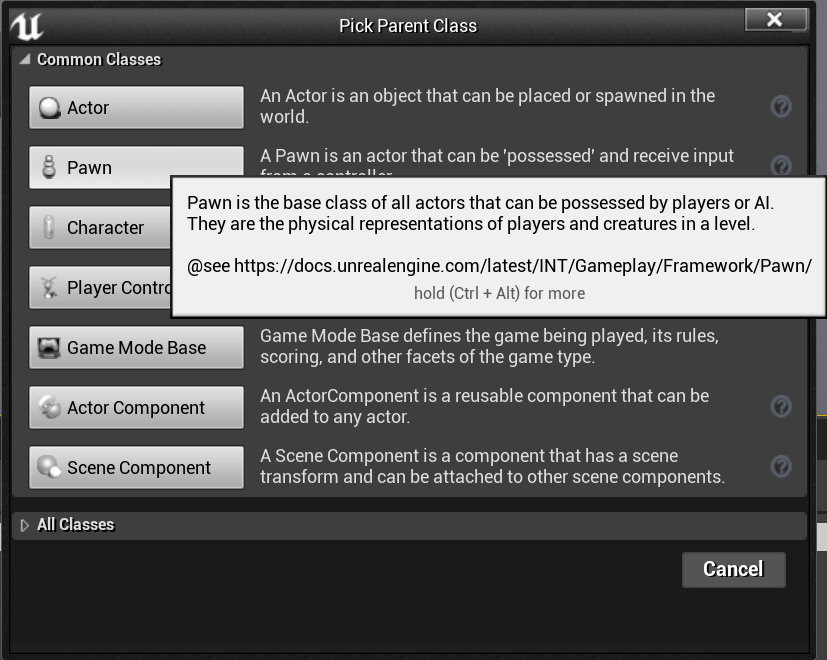 Pick Parent Class
Common Classes
Actor
An Actor is an object that can be placed or spawned in the
world.
Pawn
A Pawn is an actor that can be 'possessed' and receive input
Pawn is the base class of all actors that can be possessed by players or AI.
They are the physical representations of players and creatures in a level.
@see https://docs.unrealengine.com/latest/INT/Gameplay/Framework/Pawn/
hold (Ctrl + Alt) for more
Character
Player Contro
Game Mode Base
Game Mode Base defines the game being played, its rules,
scoring, and other facets of the game type.
Actor Component
An ActorComponent is a reusable component that can be
added to any actor.
Scene Component
A Scene Component is a component that has a scene
transform and can be attached to other scene components.
All Classes
Cancel